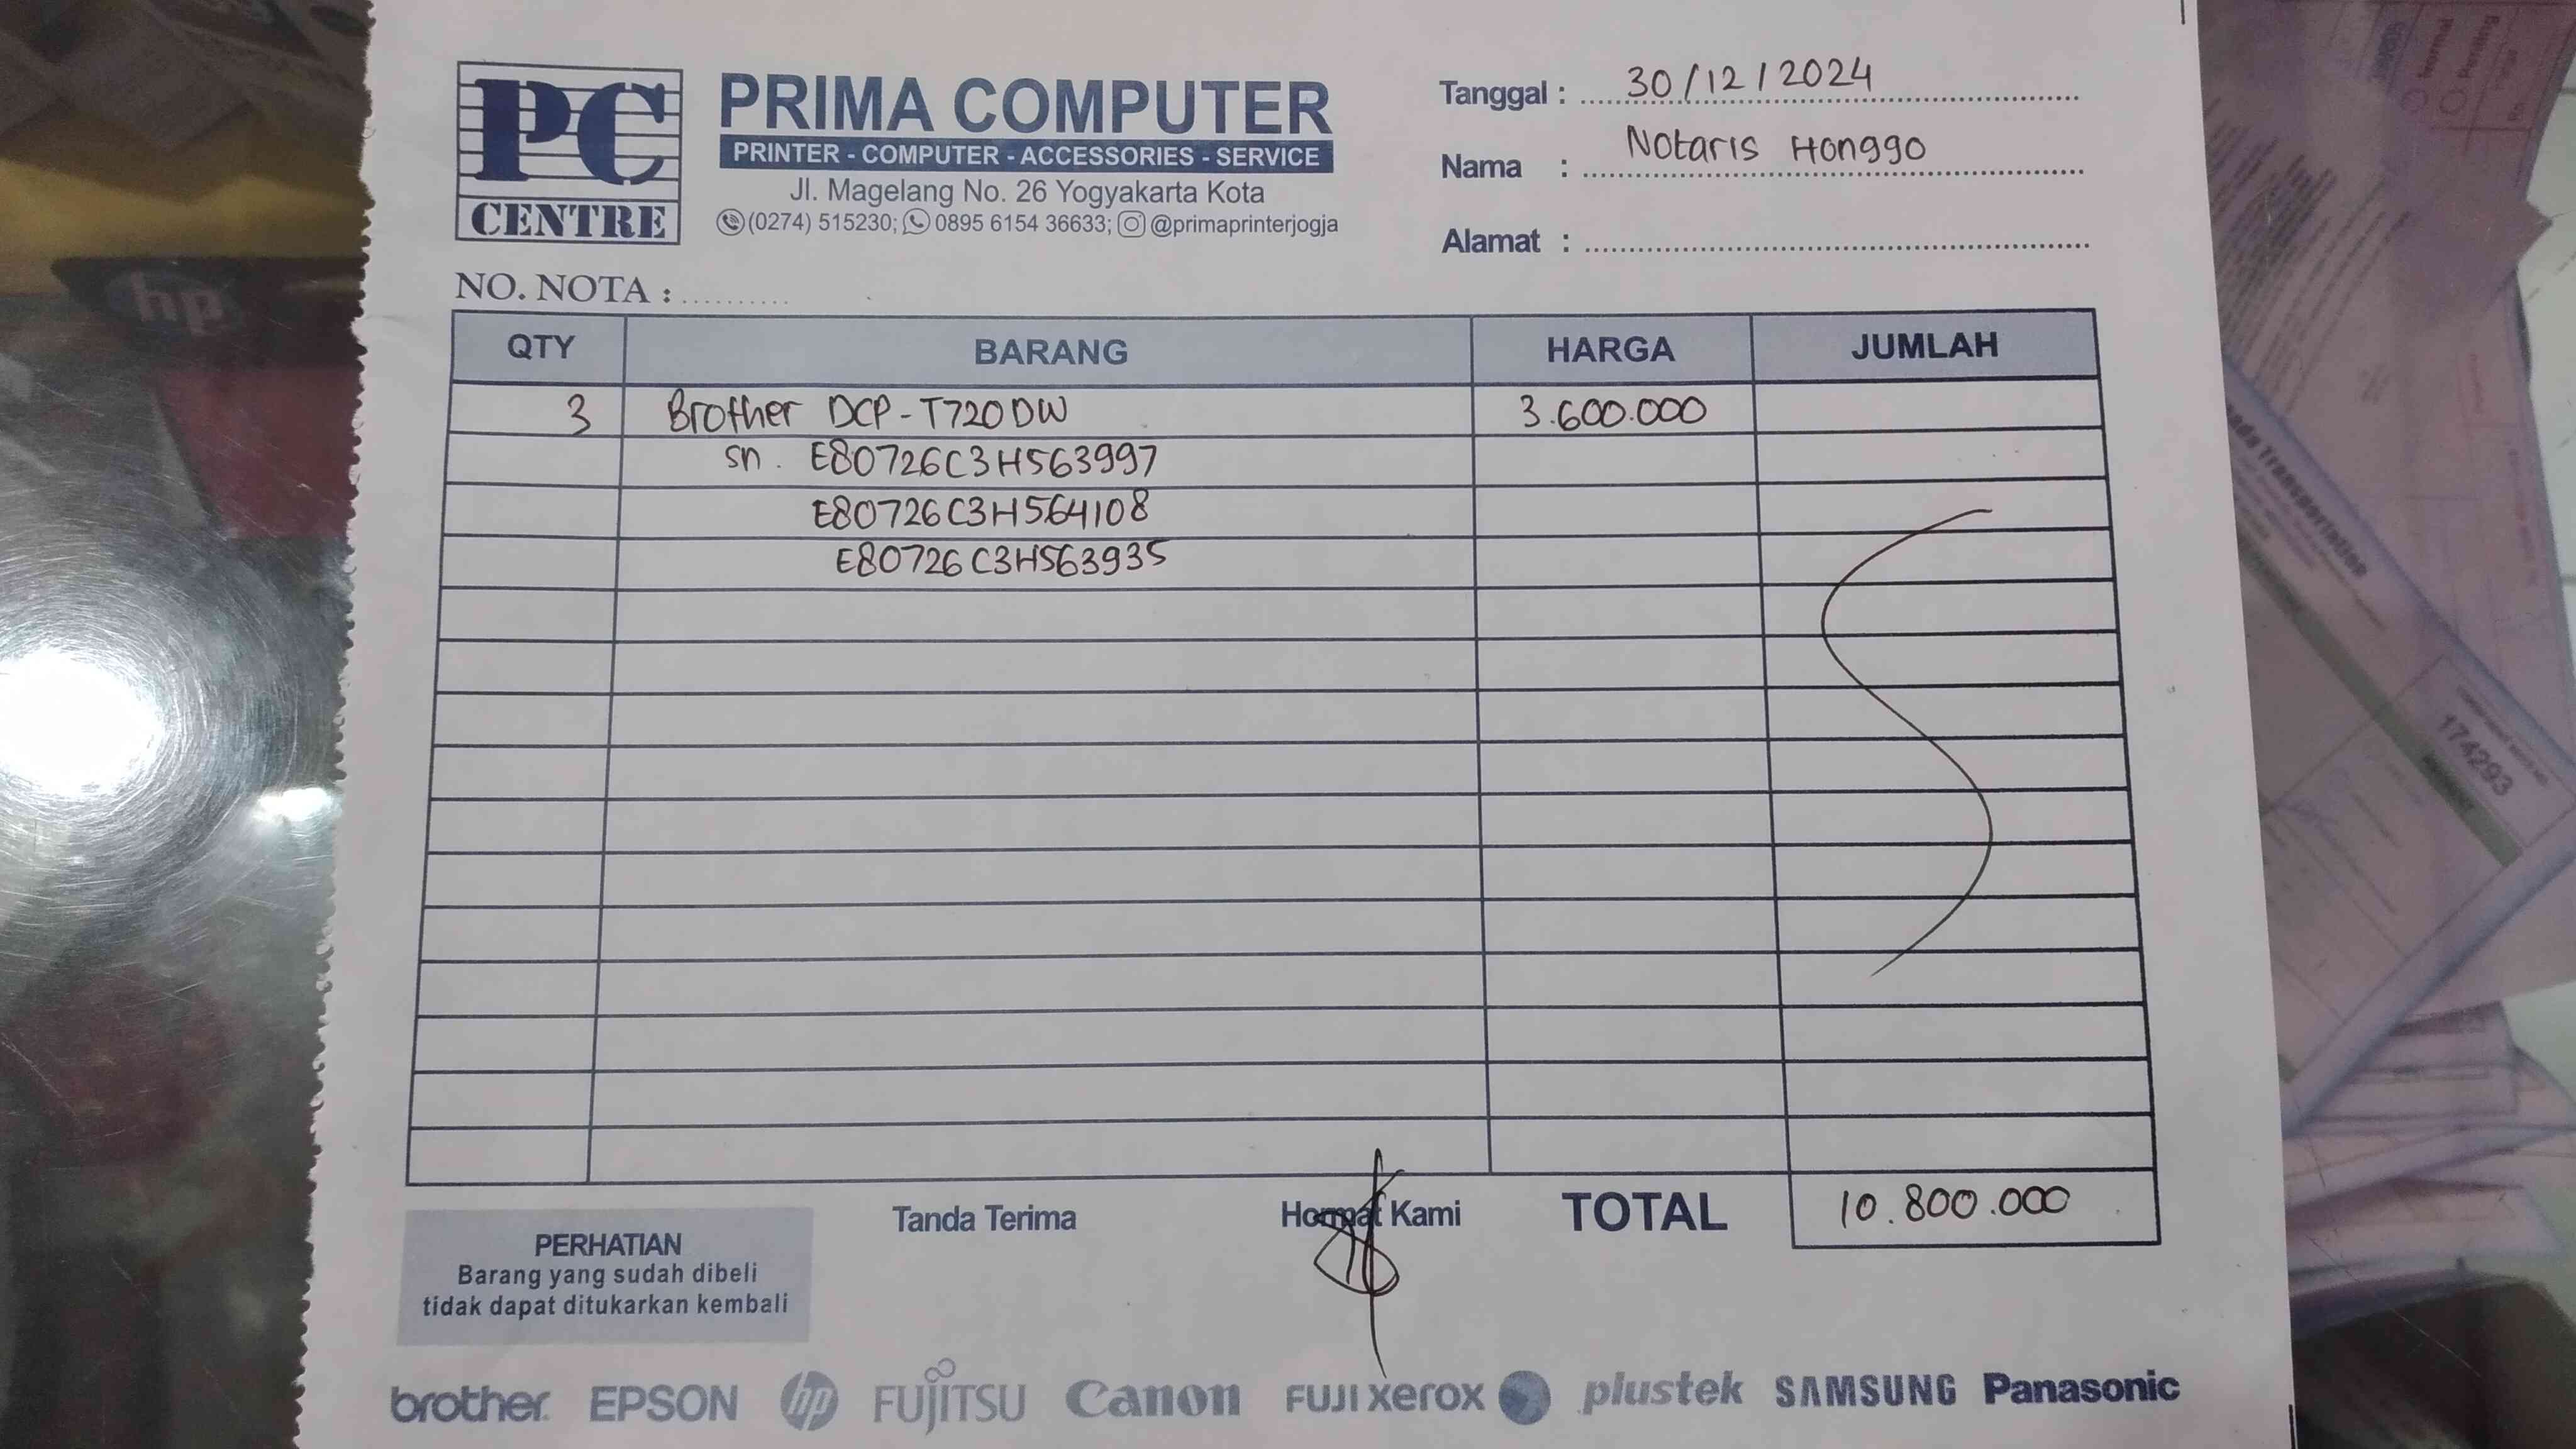 PC
CENTRE
PRIMA COMPUTER
PRINTER - COMPUTER - ACCESSORIES - SERVICE
Jl. Magelang No. 26 Yogyakarta Kota
(0274) 515230; 0895 6154 36633; @primaprinterjogja
Tanggal : 30/12/2024
Nama : Notaris Honggo
Alamat :
NO. NOTA :
QTY BARANG HARGA JUMLAH
3 Brother DCP-T720DW 3.600.000
sn. E80726C3H563997
E80726C3H564108
E80726C3H563935
TOTAL 10.800.000
Tanda Terima
Hormat Kami
PERHATIAN
Barang yang sudah dibeli
tidak dapat ditukarkan kembali
brother EPSON hp FUJITSU Canon FUJI xerox plustek SAMSUNG Panasonic
hp
174293